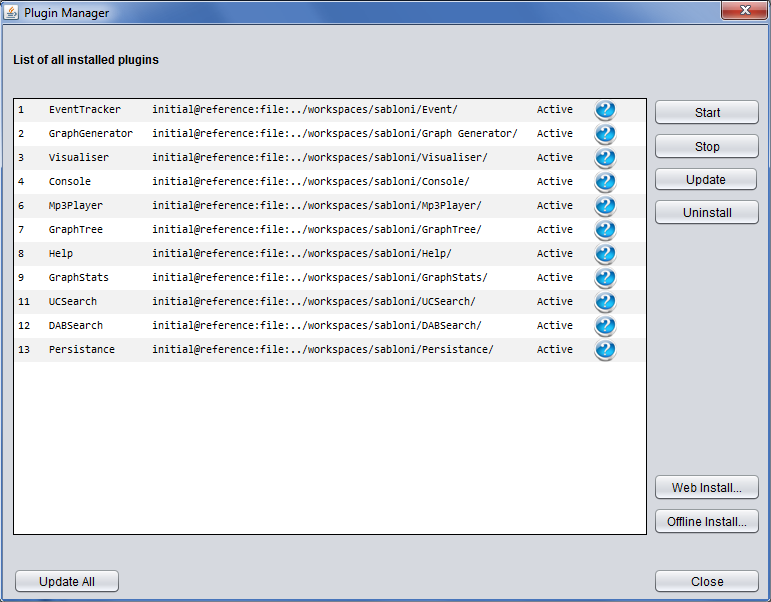 Plugin Manager
List of all installed plugins
1 EventTracker initial@reference:file:../workspaces/sabloni/Event/ Active
2 GraphGenerator initial@reference:file:../workspaces/sabloni/Graph Generator/ Active
3 Visualiser initial@reference:file:../workspaces/sabloni/Visualiser/ Active
4 Console initial@reference:file:../workspaces/sabloni/Console/ Active
6 Mp3Player initial@reference:file:../workspaces/sabloni/Mp3Player/ Active
7 GraphTree initial@reference:file:../workspaces/sabloni/GraphTree/ Active
8 Help initial@reference:file:../workspaces/sabloni/Help/ Active
9 GraphStats initial@reference:file:../workspaces/sabloni/GraphStats/ Active
11 UCSearch initial@reference:file:../workspaces/sabloni/UCSearch/ Active
12 DABSearch initial@reference:file:../workspaces/sabloni/DABSearch/ Active
13 Persistance initial@reference:file:../workspaces/sabloni/Persistance/ Active
Start
Stop
Update
Uninstall
Web Install...
Offline Install...
Update All
Close